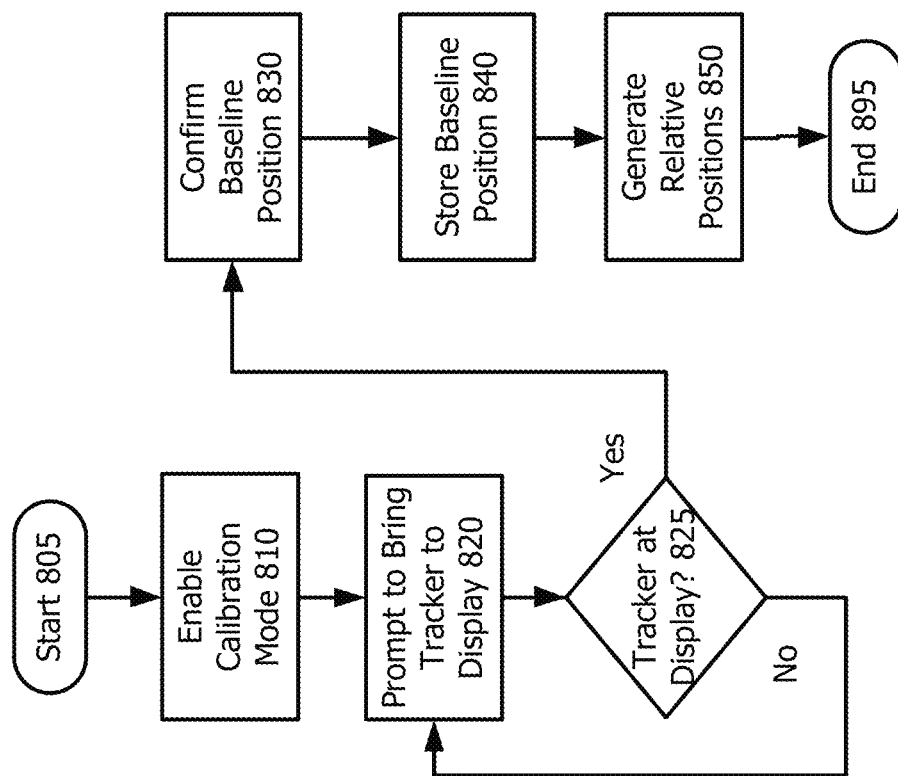 Start 805
Enable
Calibration
Mode 810
Prompt to Bring
Tracker to
Display 820
Tracker at
Display? 825
No
Yes
Confirm
Baseline
Position 830
Store Baseline
Position 840
Generate
Relative
Positions 850
End 895